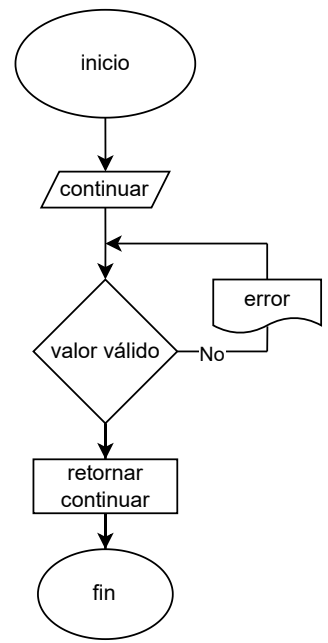 inicio
continuar
error
valor válido
No
retornar
continuar
fin